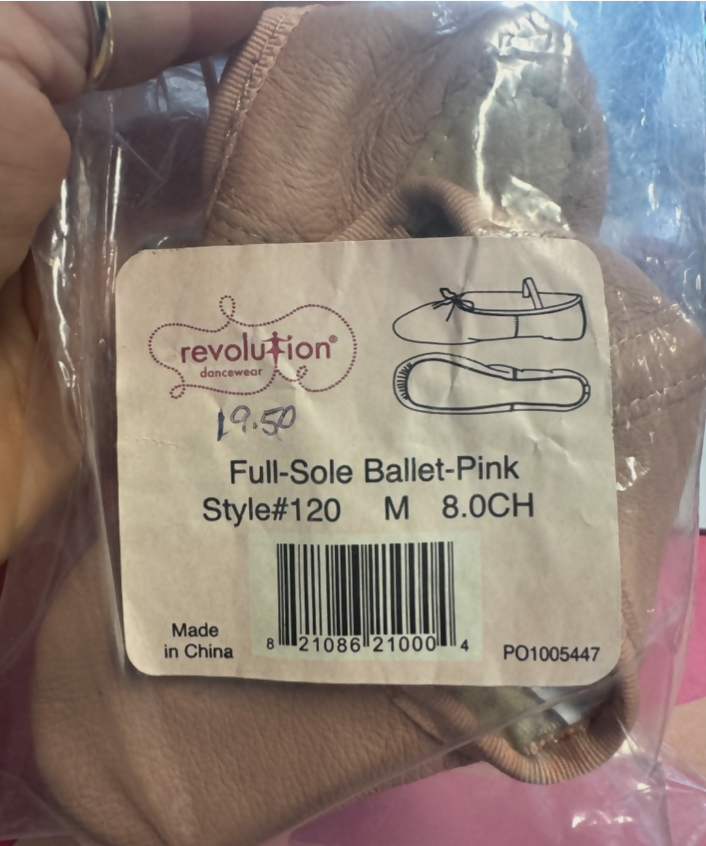 revolution®
dancewear
19.50
Full-Sole Ballet-Pink
Style#120 M 8.0CH
Made
in China
8 21086 21000 4
PO1005447